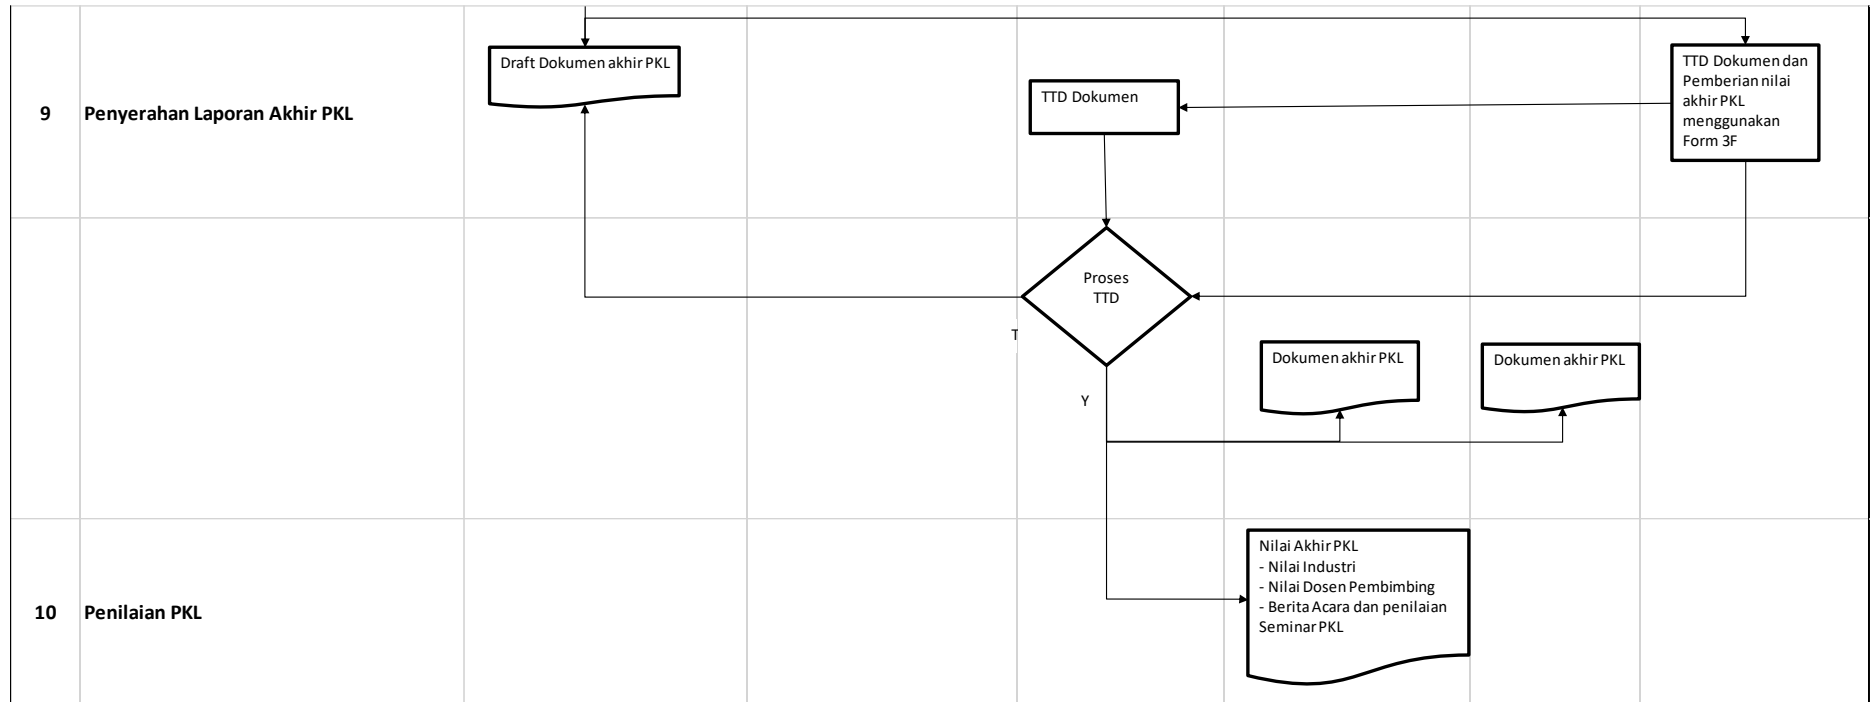 9
Penyerahan Laporan Akhir PKL
Draft Dokumen akhir PKL
TTD Dokumen
TTD Dokumen dan
Pemberian nilai
akhir PKL
menggunakan
Form 3F
Proses
TTD
T
Y
Dokumen akhir PKL
Dokumen akhir PKL
10
Penilaian PKL
Nilai Akhir PKL
- Nilai Industri
- Nilai Dosen Pembimbing
- Berita Acara dan penilaian
Seminar PKL